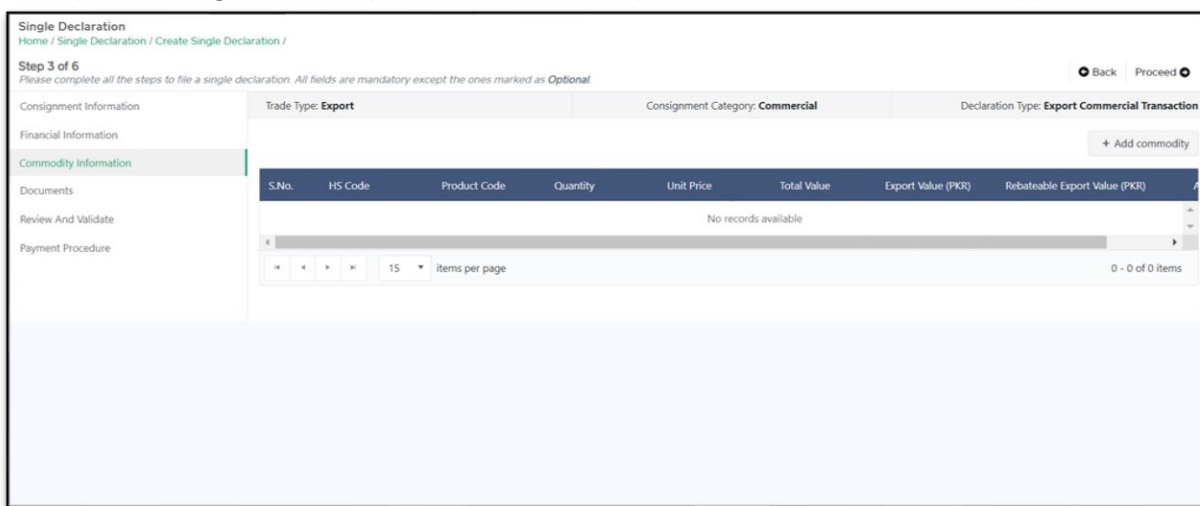 Single Declaration
Home / Single Declaration / Create Single Declaration /
Step 3 of 6
Please complete all the steps to file a single declaration. All fields are mandatory except the ones marked as Optional.
Back Proceed
Consignment Information
Financial Information
Commodity Information
Documents
Review And Validate
Payment Procedure
Trade Type: Export Consignment Category: Commercial Declaration Type: Export Commercial Transaction
+ Add commodity
S.No. HS Code Product Code Quantity Unit Price Total Value Export Value (PKR) Rebateable Export Value (PKR)
No records available
15 items per page 0 - 0 of 0 items